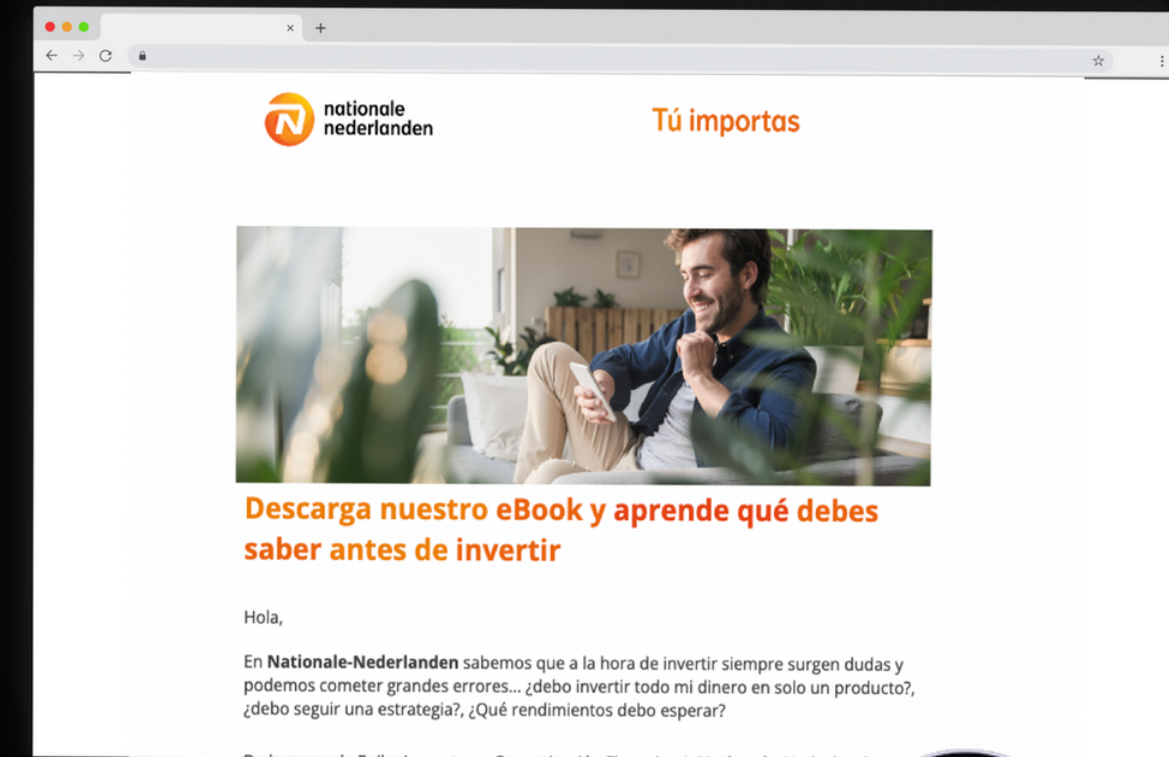 nationale
nederlanden
Tú importas
Descarga nuestro eBook y aprende qué debes
saber antes de invertir
Hola,
En Nationale-Nederlanden sabemos que a la hora de invertir siempre surgen dudas y
podemos cometer grandes errores... ¿debo invertir todo mi dinero en solo un producto?,
¿debo seguir una estrategia?, ¿Qué rendimientos debo esperar?